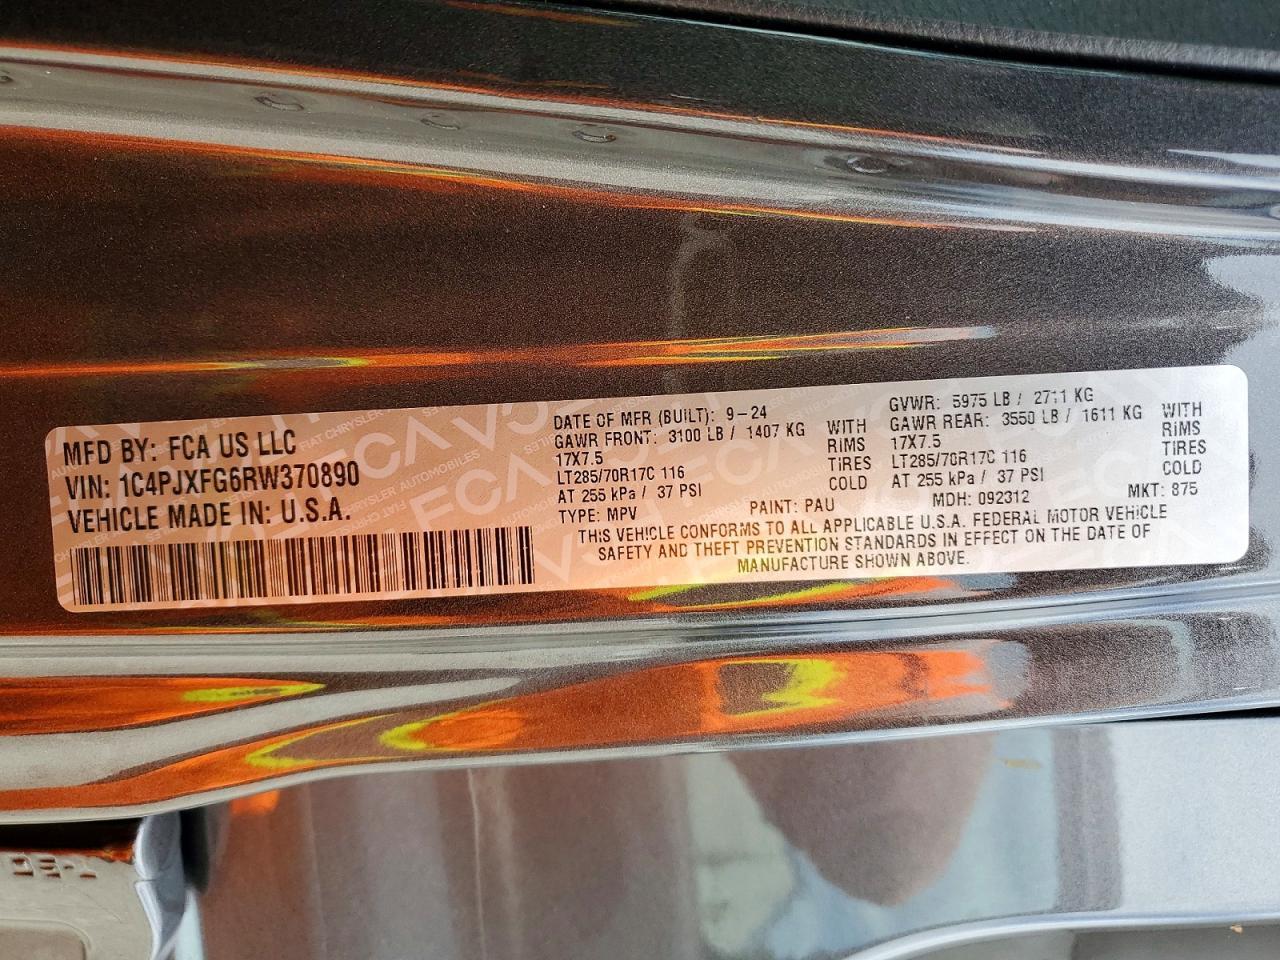 MFD BY: FCA US LLC
VIN: 1C4PJXFG6RW370890
VEHICLE MADE IN: U.S.A.
DATE OF MFR (BUILT): 9-24
GAWR FRONT: 3100 LB / 1407 KG WITH
17X7.5 RIMS
LT285/70R17C 116 TIRES
AT 255 kPa / 37 PSI COLD
TYPE: MPV PAINT: PAU
GVWR: 5975 LB / 2711 KG
GAWR REAR: 3550 LB / 1611 KG WITH
17X7.5 RIMS
LT285/70R17C 116 TIRES
AT 255 kPa / 37 PSI COLD
MDH: 092312 MKT: 875
THIS VEHICLE CONFORMS TO ALL APPLICABLE U.S.A. FEDERAL MOTOR VEHICLE
SAFETY AND THEFT PREVENTION STANDARDS IN EFFECT ON THE DATE OF
MANUFACTURE SHOWN ABOVE.